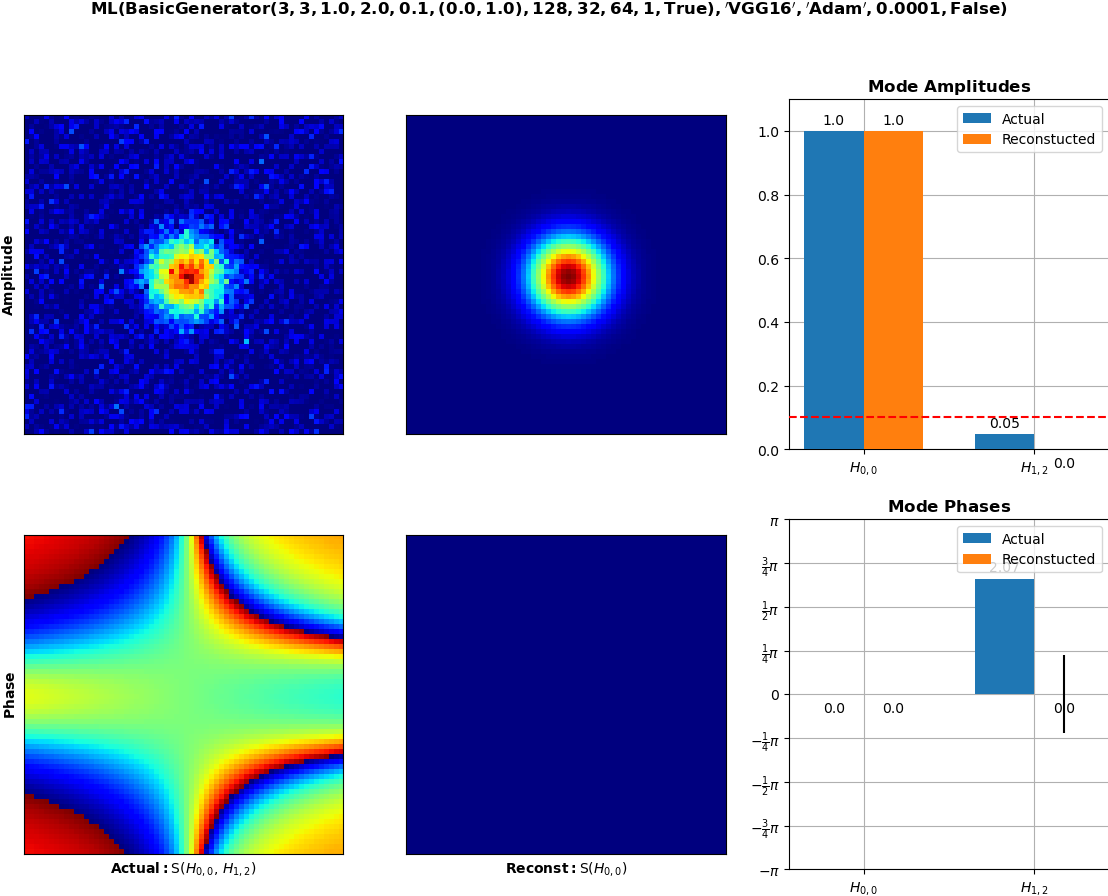 ML(BasicGenerator(3, 3, 1.0, 2.0, 0.1, (0.0, 1.0), 128, 32, 64, 1, True), ′VGG16′, ′Adam′, 0.0001, False)
Mode Amplitudes
Amplitude
1.0 1.0
Actual
Reconstucted
1.0
0.8
0.6
0.4
0.2
0.0
0.05
0.0
H0,0 H1,2
Mode Phases
Phase
Actual
Reconstucted
2.07
π
3/4π
1/2π
1/4π
0
−1/4π
−1/2π
−3/4π
−π
0.0 0.0 0.0
H0,0 H1,2
Actual: S(H0,0, H1,2)
Reconst: S(H0,0)